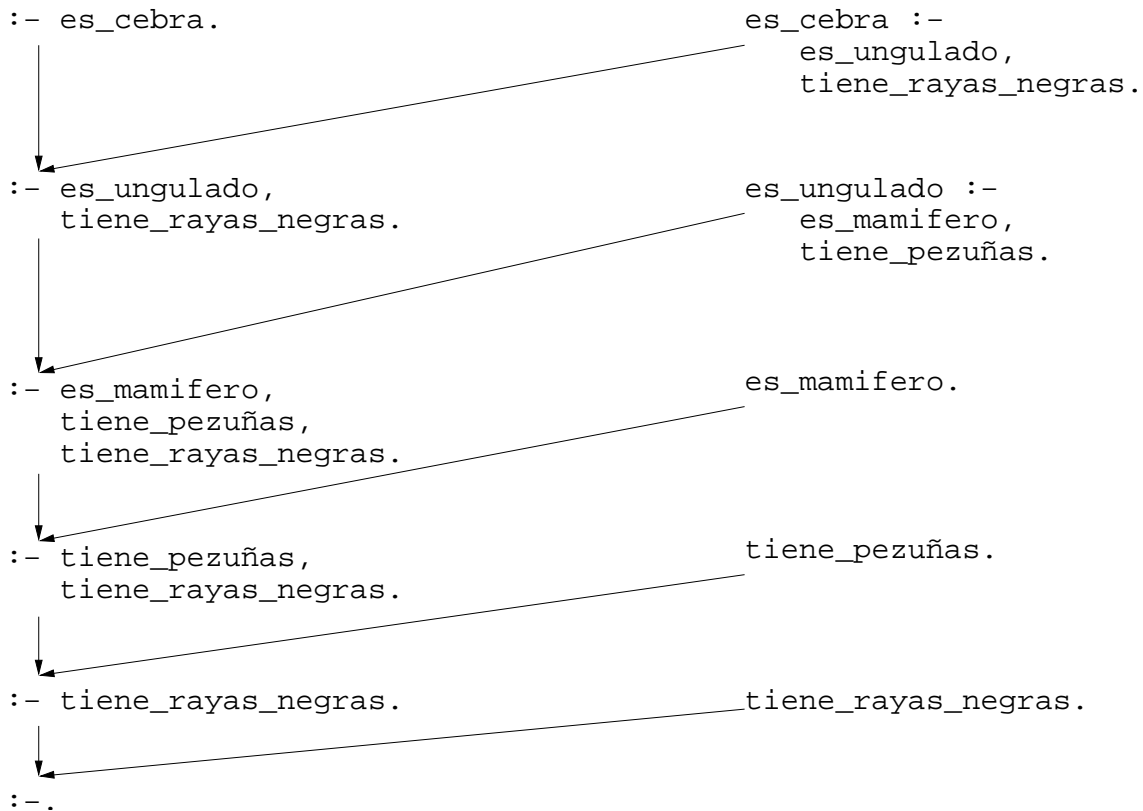 :- es_cebra.
es_cebra :-
es_ungulado,
tiene_rayas_negras.
:- es_ungulado,
tiene_rayas_negras.
es_ungulado :-
es_mamifero,
tiene_pezuñas.
:- es_mamifero,
tiene_pezuñas,
tiene_rayas_negras.
es_mamifero.
:- tiene_pezuñas,
tiene_rayas_negras.
tiene_pezuñas.
:- tiene_rayas_negras.
tiene_rayas_negras.
:-.